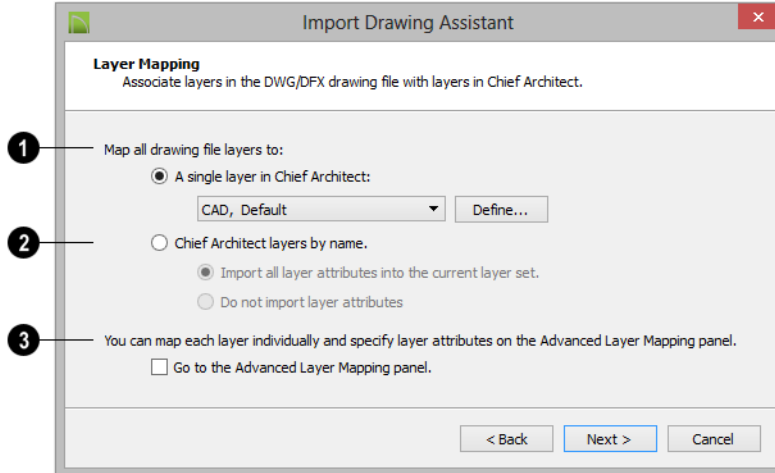 Import Drawing Assistant
Layer Mapping
Associate layers in the DWG/DFX drawing file with layers in Chief Architect.
1 Map all drawing file layers to:
A single layer in Chief Architect:
CAD, Default Define...
2 Chief Architect layers by name.
Import all layer attributes into the current layer set.
Do not import layer attributes
3 You can map each layer individually and specify layer attributes on the Advanced Layer Mapping panel.
Go to the Advanced Layer Mapping panel.
< Back Next > Cancel